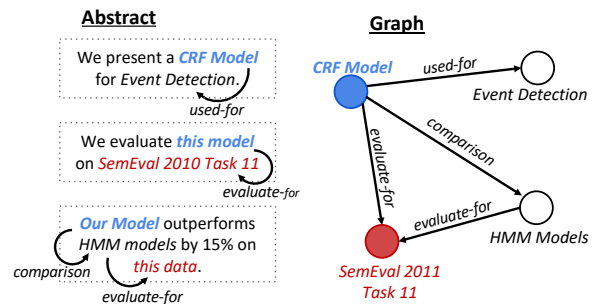 Abstract
We present a CRF Model
for Event Detection.
used-for
We evaluate this model
on SemEval 2010 Task 11
evaluate-for
Our Model outperforms
HMM models by 15% on
this data.
comparison
evaluate-for
Graph
CRF Model
used-for
Event Detection
comparison
evaluate-for
evaluate-for
HMM Models
SemEval 2011
Task 11